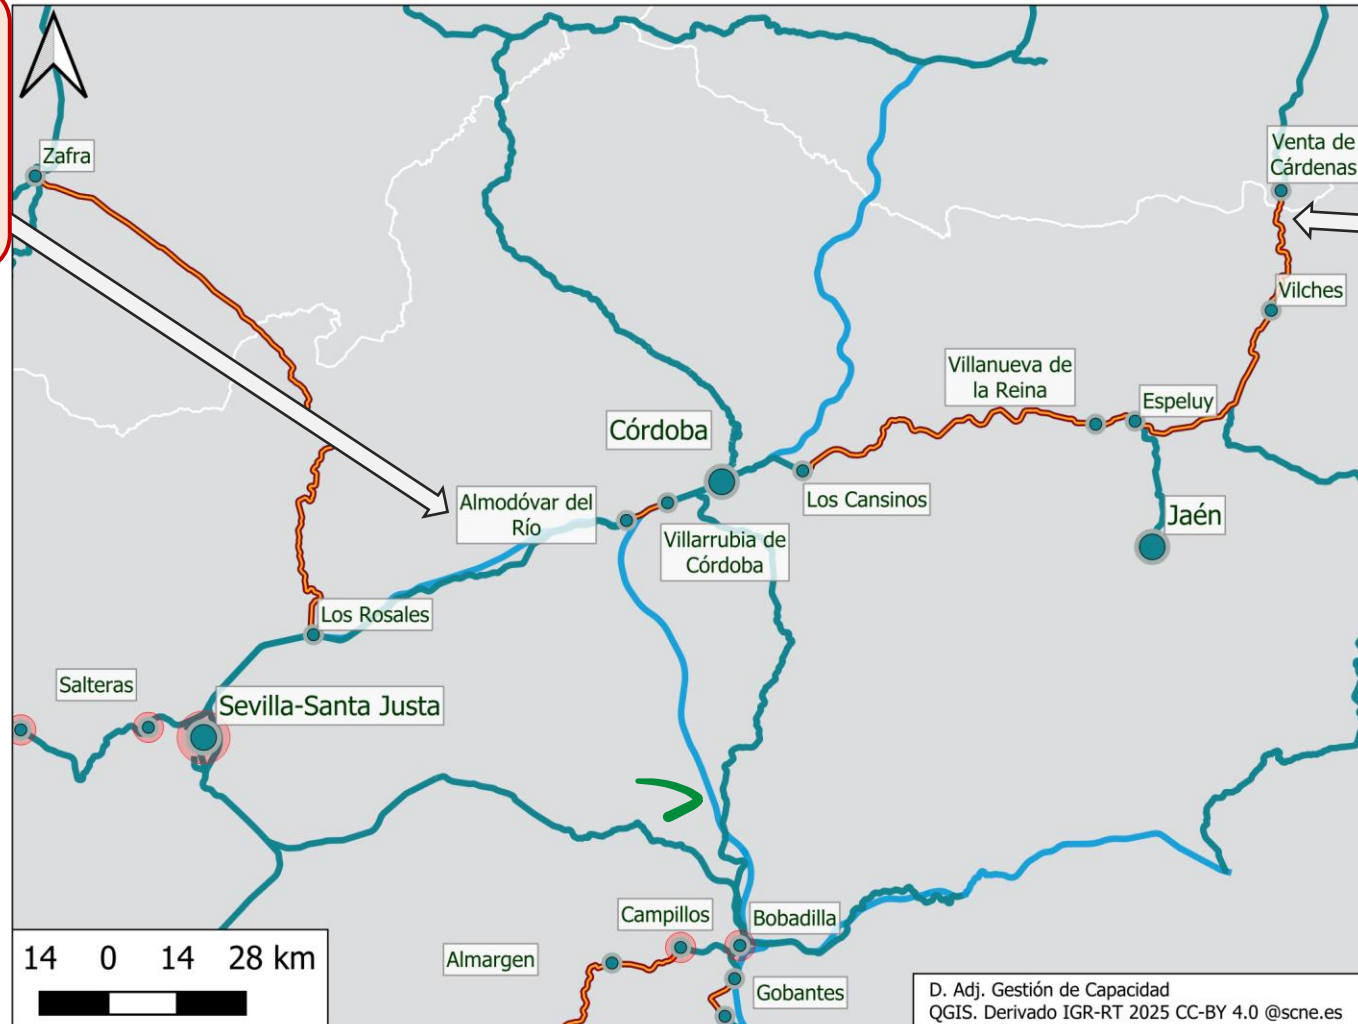 Zafra
Venta de
Cárdenas
Vilches
Villanueva de
la Reina
Espeluy
Córdoba
Los Cansinos
Almodóvar del
Río
Villarrubia de
Córdoba
Jaén
Los Rosales
Salteras
Sevilla-Santa Justa
Campillos
Bobadilla
Almargen
Gobantes
14 0 14 28 km
D. Adj. Gestión de Capacidad
QGIS. Derivado IGR-RT 2025 CC-BY 4.0 @scne.es